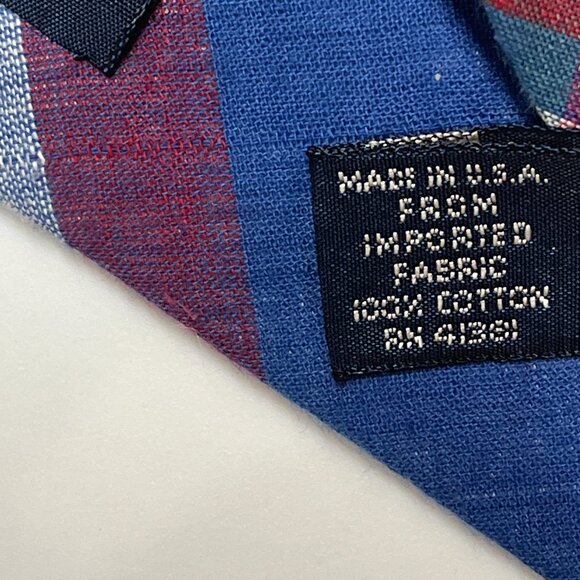 MADE IN U.S.A.
FROM
IMPORTED
FABRIC
100% COTTON
RN 41381